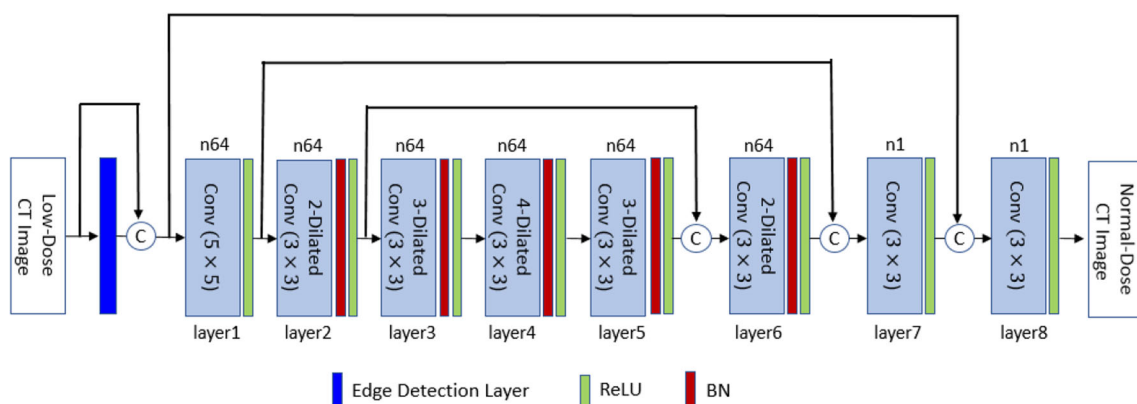 Low-Dose
CT Image
C
n64
Conv (5 × 5)
layer1
n64
2-Dilated
Conv (3 × 3)
layer2
n64
3-Dilated
Conv (3 × 3)
layer3
n64
4-Dilated
Conv (3 × 3)
layer4
n64
3-Dilated
Conv (3 × 3)
layer5
C
n64
2-Dilated
Conv (3 × 3)
layer6
C
n1
Conv (3 × 3)
layer7
C
n1
Conv (3 × 3)
layer8
Normal-Dose
CT Image
Edge Detection Layer
ReLU
BN